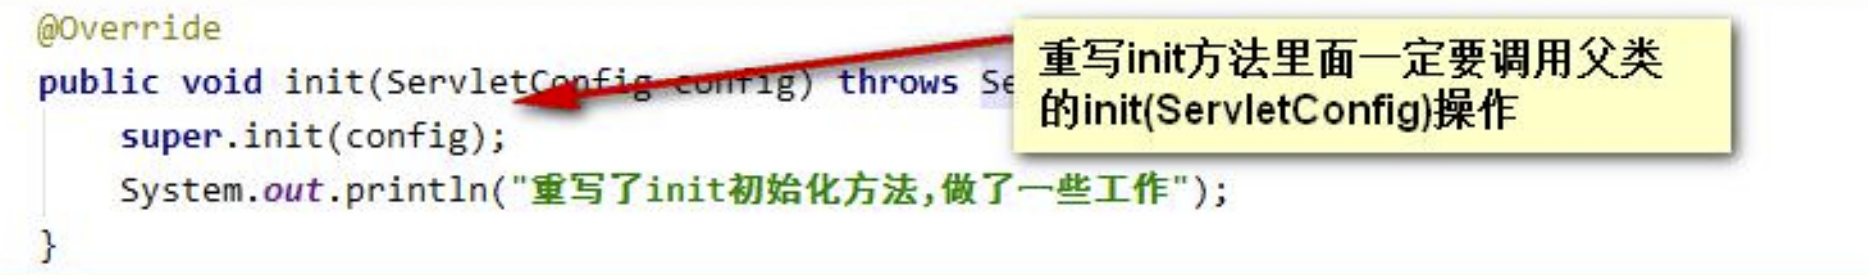 @Override
public void init(ServletConfig config) throws Se
重写init方法里面一定要调用父类
的init(ServletConfig)操作
super.init(config);
System.out.println("重写了init初始化方法,做了一些工作");
}